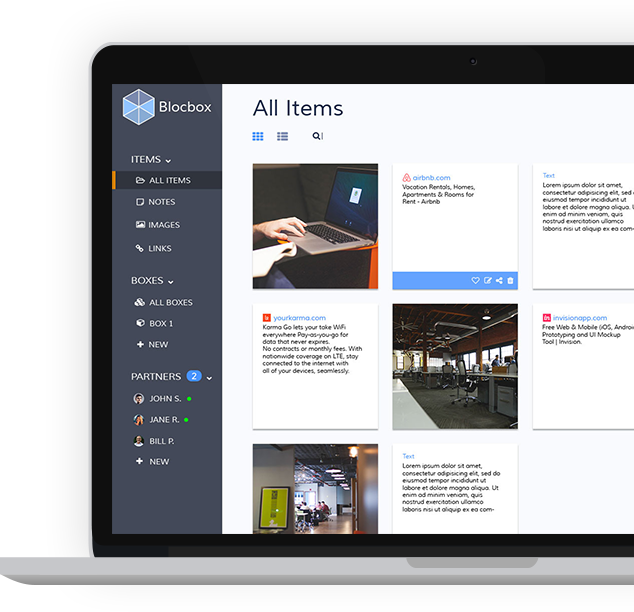 Blocbox
All Items
ITEMS
ALL ITEMS
NOTES
IMAGES
LINKS
BOXES
ALL BOXES
BOX 1
NEW
PARTNERS 2
JOHN S.
JANE R.
BILL P.
NEW
airbnb.com
Vacation Rentals, Homes,
Apartments & Rooms for
Rent - Airbnb
Text
Lorem ipsum dolor sit amet,
consectetur adipiscing elit, sed
eiusmod tempor incididunt ut
labore et dolore magna aliqua. U
enim ad minim veniam, quis
nostrud exercitation ullamco
laboris nisi ut aliquip ex ea com-
yourkarma.com
Karma Go lets your take WiFi
everywhere Pay-as-you-go for
data that never expires.
No contracts or monthly fees. With
nationwide coverage on LTE, stay
connected to the internet with
all of your devices, seamlessly.
in
invisionapp.com
Free Web & Mobile (iOS, Androi
Prototyping and UI Mockup
Tool | Invision.
Text
Lorem ipsum dolor sit amet,
consectetur adipiscing elit, sed do
eiusmod tempor incididunt ut
labore et dolore magna aliqua. Ut
enim ad minim veniam, quis
nostrud exercitation ullamco
laboris nisi ut aliquip ex ea com-